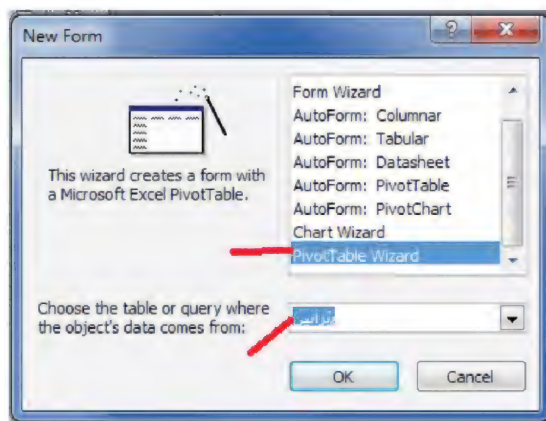 New Form
This wizard creates a form with
a Microsoft Excel PivotTable.
Form Wizard
AutoForm: Columnar
AutoForm: Tabular
AutoForm: Datasheet
AutoForm: PivotTable
AutoForm: PivotChart
Chart Wizard
PivotTable Wizard
Choose the table or query where
the object's data comes from:
OK
Cancel